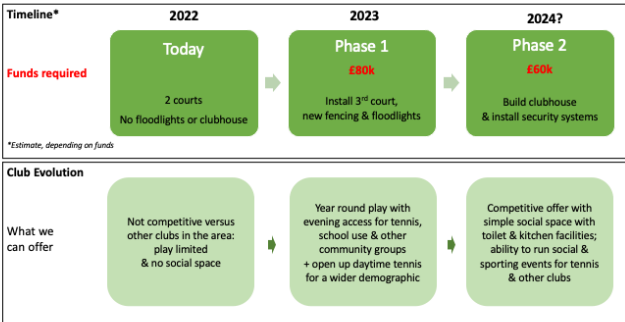 Timeline*
2022
2023
2024?
Funds required
Today
2 courts
No floodlights or clubhouse
Phase 1
£80k
Install 3rd court,
new fencing & floodlights
Phase 2
£60k
Build clubhouse
& install security systems
*Estimate, depending on funds
Club Evolution
What we
can offer
Not competitive versus
other clubs in the area:
play limited
& no social space
Year round play with
evening access for tennis,
school use & other
community groups
+ open up daytime tennis
for a wider demographic
Competitive offer with
simple social space with
toilet & kitchen facilities;
ability to run social &
sporting events for tennis
& other clubs